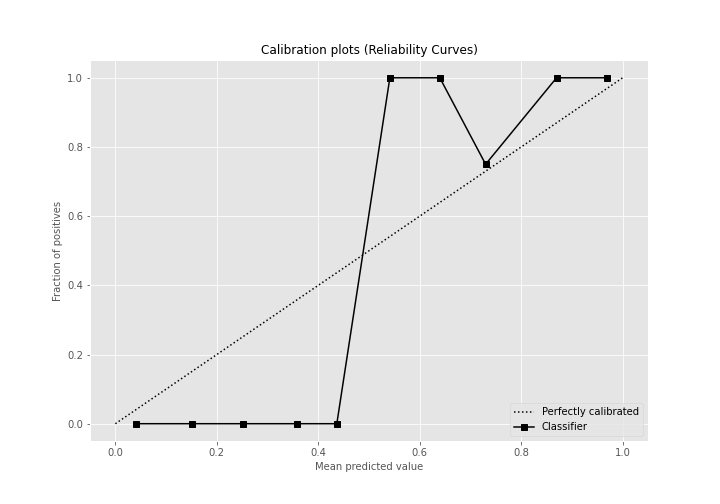 Calibration plots (Reliability Curves)
1.0
0.8
0.6
0.4
0.2
0.0
Fraction of positives
0.0 0.2 0.4 0.6 0.8 1.0
Mean predicted value
Perfectly calibrated
Classifier